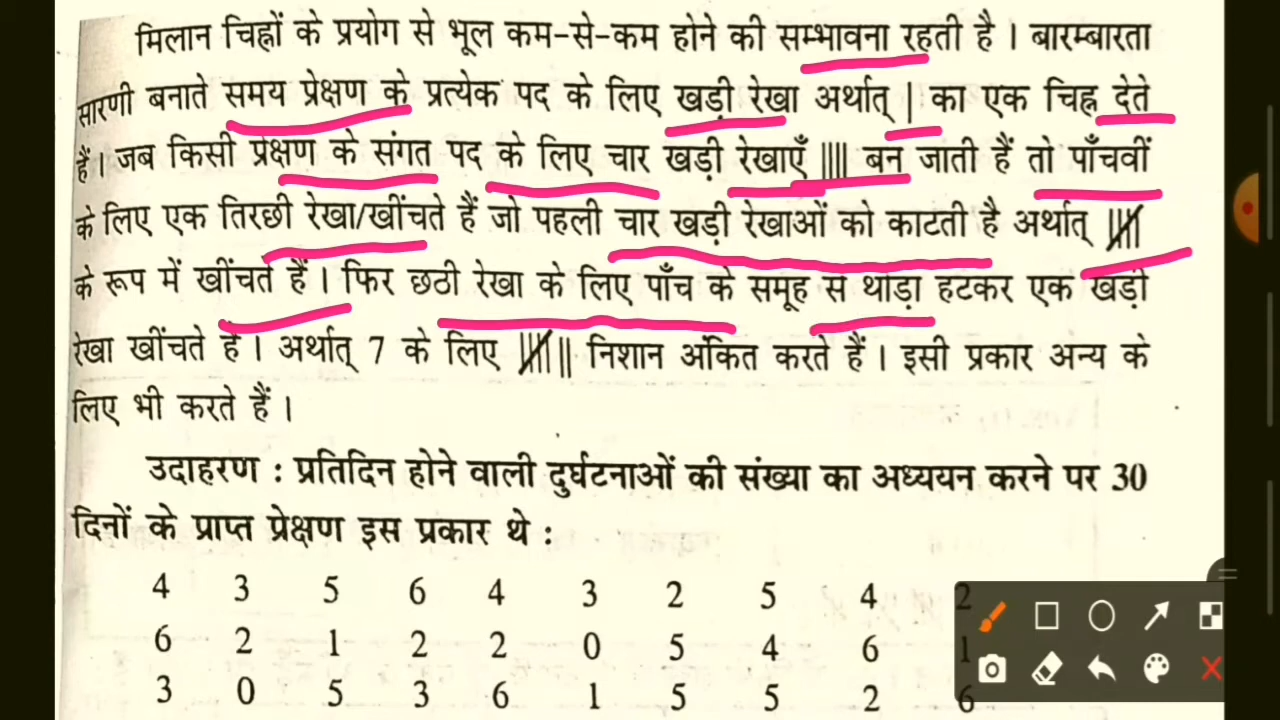 मिलान चिह्नों के प्रयोग से भूल कम-से-कम होने की सम्भावना रहती है । बारम्बारता
सारणी बनाते समय प्रेक्षण के प्रत्येक पद के लिए खड़ी रेखा अर्थात् | का एक चिह्न देते
हैं । जब किसी प्रेक्षण के संगत पद के लिए चार खड़ी रेखाएँ |||| बन जाती हैं तो पाँचवीं
के लिए एक तिरछी रेखा/खींचते हैं जो पहली चार खड़ी रेखाओं को काटती है अर्थात् ||||/
के रूप में खींचते हैं । फिर छठी रेखा के लिए पाँच के समूह से थोड़ा हटकर एक खड़ी
रेखा खींचते हैं । अर्थात् 7 के लिए ||||/ || निशान अंकित करते हैं । इसी प्रकार अन्य के
लिए भी करते हैं ।
उदाहरण : प्रतिदिन होने वाली दुर्घटनाओं की संख्या का अध्ययन करने पर 30
दिनों के प्राप्त प्रेक्षण इस प्रकार थे :
4 3 5 6 4 3 2 5 4 2
6 2 1 2 2 0 5 4 6 1
3 0 5 3 6 1 5 5 2 6